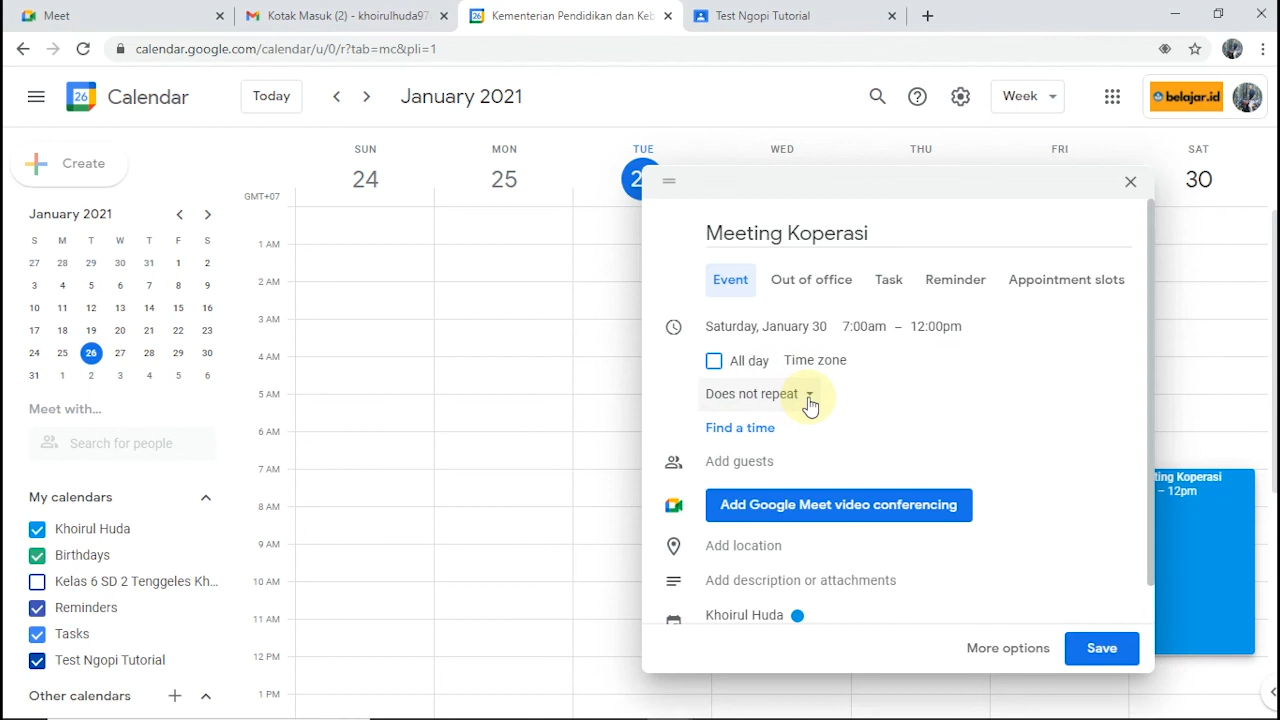 Meet
Kotak Masuk (2) - khoirulhuda97
Kementerian Pendidikan dan Keb
Test Ngopi Tutorial
calendar.google.com/calendar/u/0/r?tab=mc&pli=1
26
Calendar
Today
January 2021
Week
belajar.id
Create
SUN
MON
TUE
WED
THU
FRI
SAT
24
25
2
30
GMT+07
January 2021
S M T W T F S
27 28 29 30 31 1 2
3 4 5 6 7 8 9
10 11 12 13 14 15 16
17 18 19 20 21 22 23
24 25 26 27 28 29 30
31 1 2 3 4 5 6
Meet with...
Search for people
My calendars
Khoirul Huda
Birthdays
Kelas 6 SD 2 Tenggeles Kh...
Reminders
Tasks
Test Ngopi Tutorial
Other calendars
1 AM
2 AM
3 AM
4 AM
5 AM
6 AM
7 AM
8 AM
9 AM
10 AM
11 AM
12 PM
1 PM
Meeting Koperasi
Event
Out of office
Task
Reminder
Appointment slots
Saturday, January 30 7:00am – 12:00pm
All day Time zone
Does not repeat
Find a time
Add guests
Add Google Meet video conferencing
Add location
Add description or attachments
Khoirul Huda
More options
Save
ting Koperasi
– 12pm